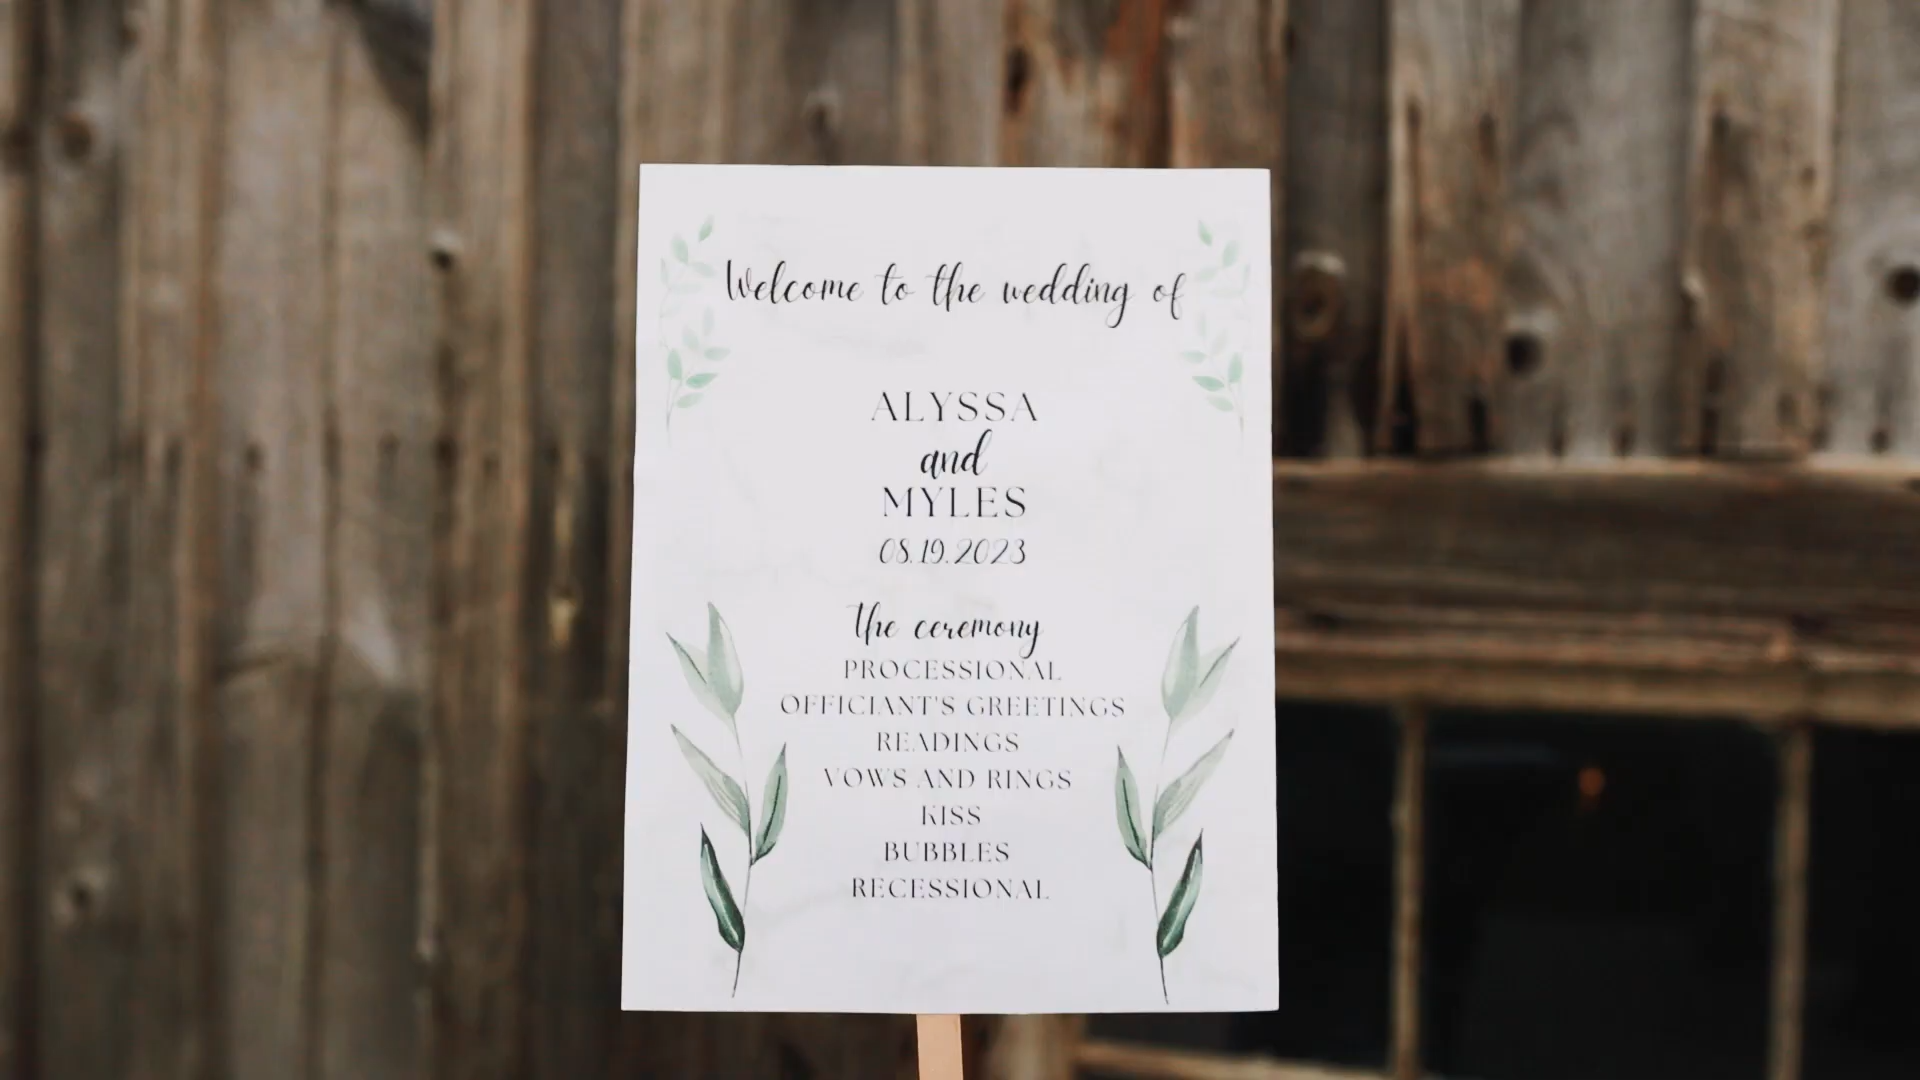 Welcome to the wedding of
ALYSSA
and
MYLES
08.19.2023
the ceremony
PROCESSIONAL
OFFICIANT'S GREETINGS
READINGS
VOWS AND RINGS
KISS
BUBBLES
RECESSIONAL